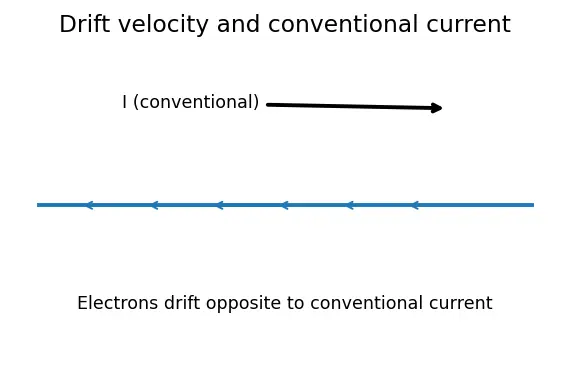 Drift velocity and conventional current
I (conventional)
Electrons drift opposite to conventional current